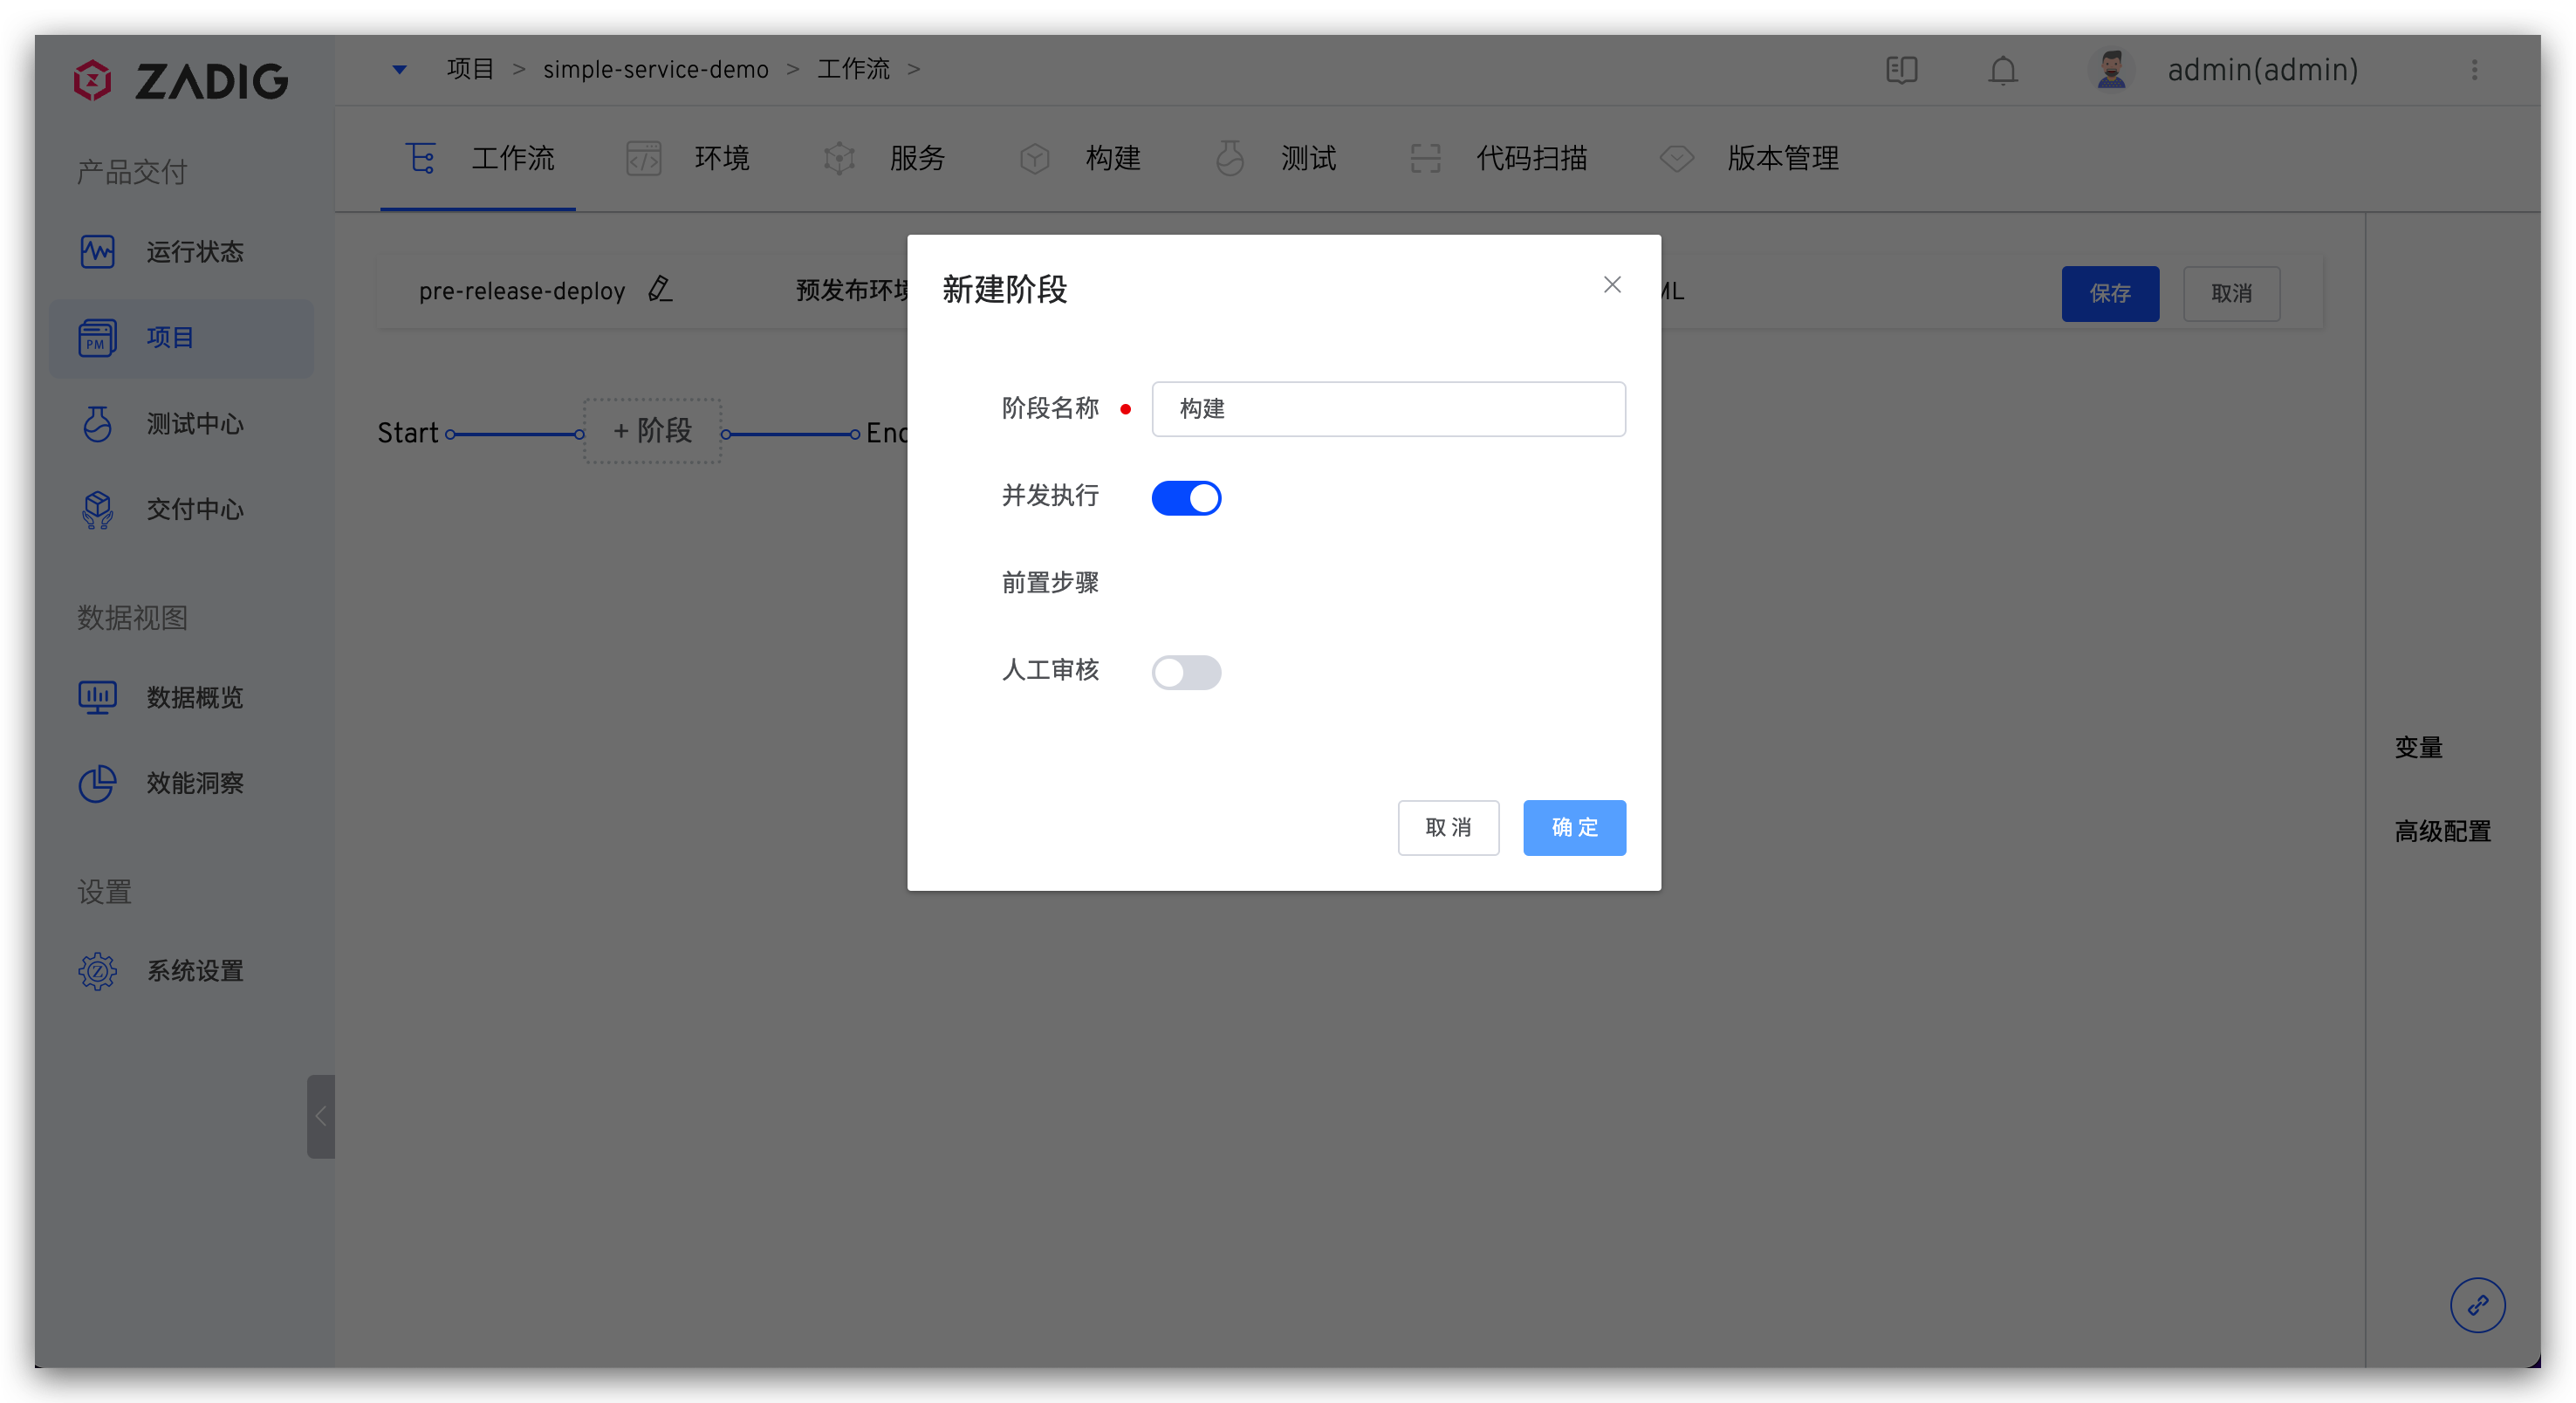 ZADIG
项目 > simple-service-demo > 工作流 >
admin(admin)
工作流
环境
服务
构建
测试
代码扫描
版本管理
产品交付
运行状态
PM
项目
测试中心
交付中心
数据视图
数据概览
效能洞察
设置
系统设置
pre-release-deploy
预发布环境
ML
保存
取消
Start
+ 阶段
End
新建阶段
阶段名称
构建
并发执行
前置步骤
人工审核
取消
确定
变量
高级配置